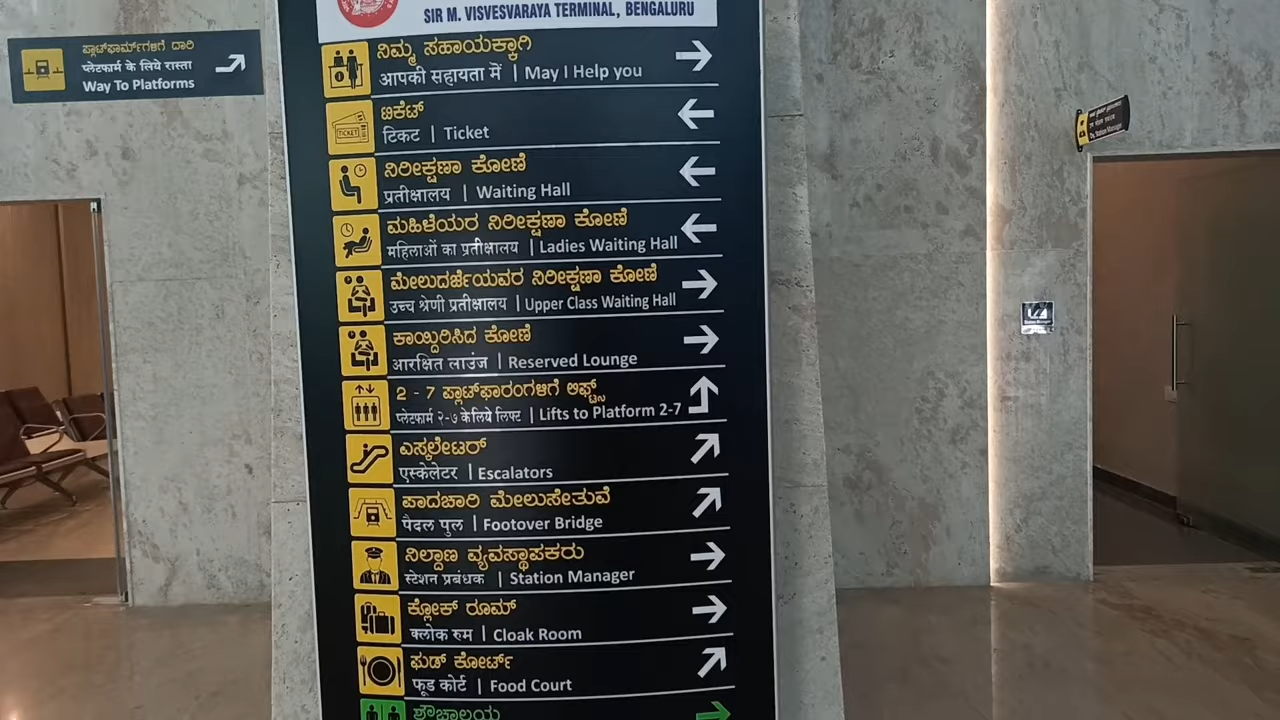 ಪ್ಲಾಟ್‌ಫಾರ್ಮ್‌ಗಳಿಗೆ ದಾರಿ
प्लेटफार्म के लिये रास्ता
Way To Platforms
SIR M. VISVESVARAYA TERMINAL, BENGALURU
ನಿಮ್ಮ ಸಹಾಯಕ್ಕಾಗಿ
आपकी सहायता में | May I Help you
TICKET
ಟಿಕೆಟ್
टिकट | Ticket
ನಿರೀಕ್ಷಣಾ ಕೋಣೆ
प्रतीक्षालय | Waiting Hall
ಮಹಿಳೆಯರ ನಿರೀಕ್ಷಣಾ ಕೋಣೆ
महिलाओं का प्रतीक्षालय | Ladies Waiting Hall
ಮೇಲುದರ್ಜೆಯವರ ನಿರೀಕ್ಷಣಾ ಕೋಣೆ
उच्च श्रेणी प्रतीक्षालय | Upper Class Waiting Hall
ಕಾಯ್ದಿರಿಸಿದ ಕೋಣೆ
आरक्षित लाउंज | Reserved Lounge
2 - 7 ಪ್ಲಾಟ್‌ಫಾರಂಗಳಿಗೆ ಲಿಫ್ಟ್ಸ್
प्लेटफार्म २-७ के लिये लिफ्ट | Lifts to Platform 2-7
ಎಸ್ಕಲೇಟರ್
एस्केलेटर | Escalators
ಪಾದಚಾರಿ ಮೇಲುಸೇತುವೆ
पैदल पुल | Footover Bridge
ನಿಲ್ದಾಣ ವ್ಯವಸ್ಥಾಪಕರು
स्टेशन प्रबंधक | Station Manager
ಕ್ಲೋಕ್ ರೂಮ್
क्लोक रुम | Cloak Room
ಫುಡ್ ಕೋರ್ಟ್
फूड कोर्ट | Food Court
ಶೌಚಾಲಯ
Station Manager